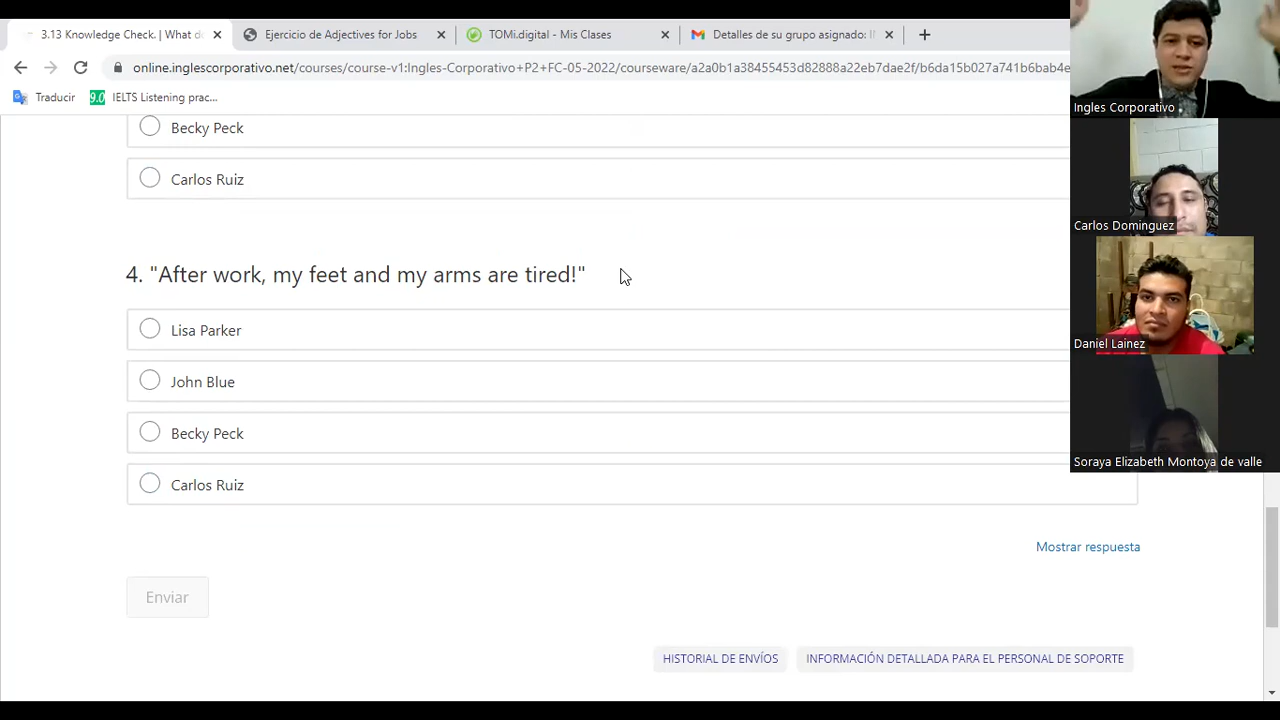 3.13 Knowledge Check. | What do
Ejercicio de Adjectives for Jobs
TOMi.digital - Mis Clases
Detalles de su grupo asignado: I
online.inglescorporativo.net/courses/course-v1:Ingles-Corporativo+P2+FC-05-2022/courseware/a2a0b1a38455453d82888a22eb7dae2f/b6da15b027a741b6bab4e
Traducir
9.0 IELTS Listening prac...
Becky Peck
Carlos Ruiz
4. "After work, my feet and my arms are tired!"
Lisa Parker
John Blue
Becky Peck
Carlos Ruiz
Mostrar respuesta
Enviar
HISTORIAL DE ENVÍOS
INFORMACIÓN DETALLADA PARA EL PERSONAL DE SOPORTE
Ingles Corporativo
Carlos Dominguez
Daniel Lainez
Soraya Elizabeth Montoya de valle